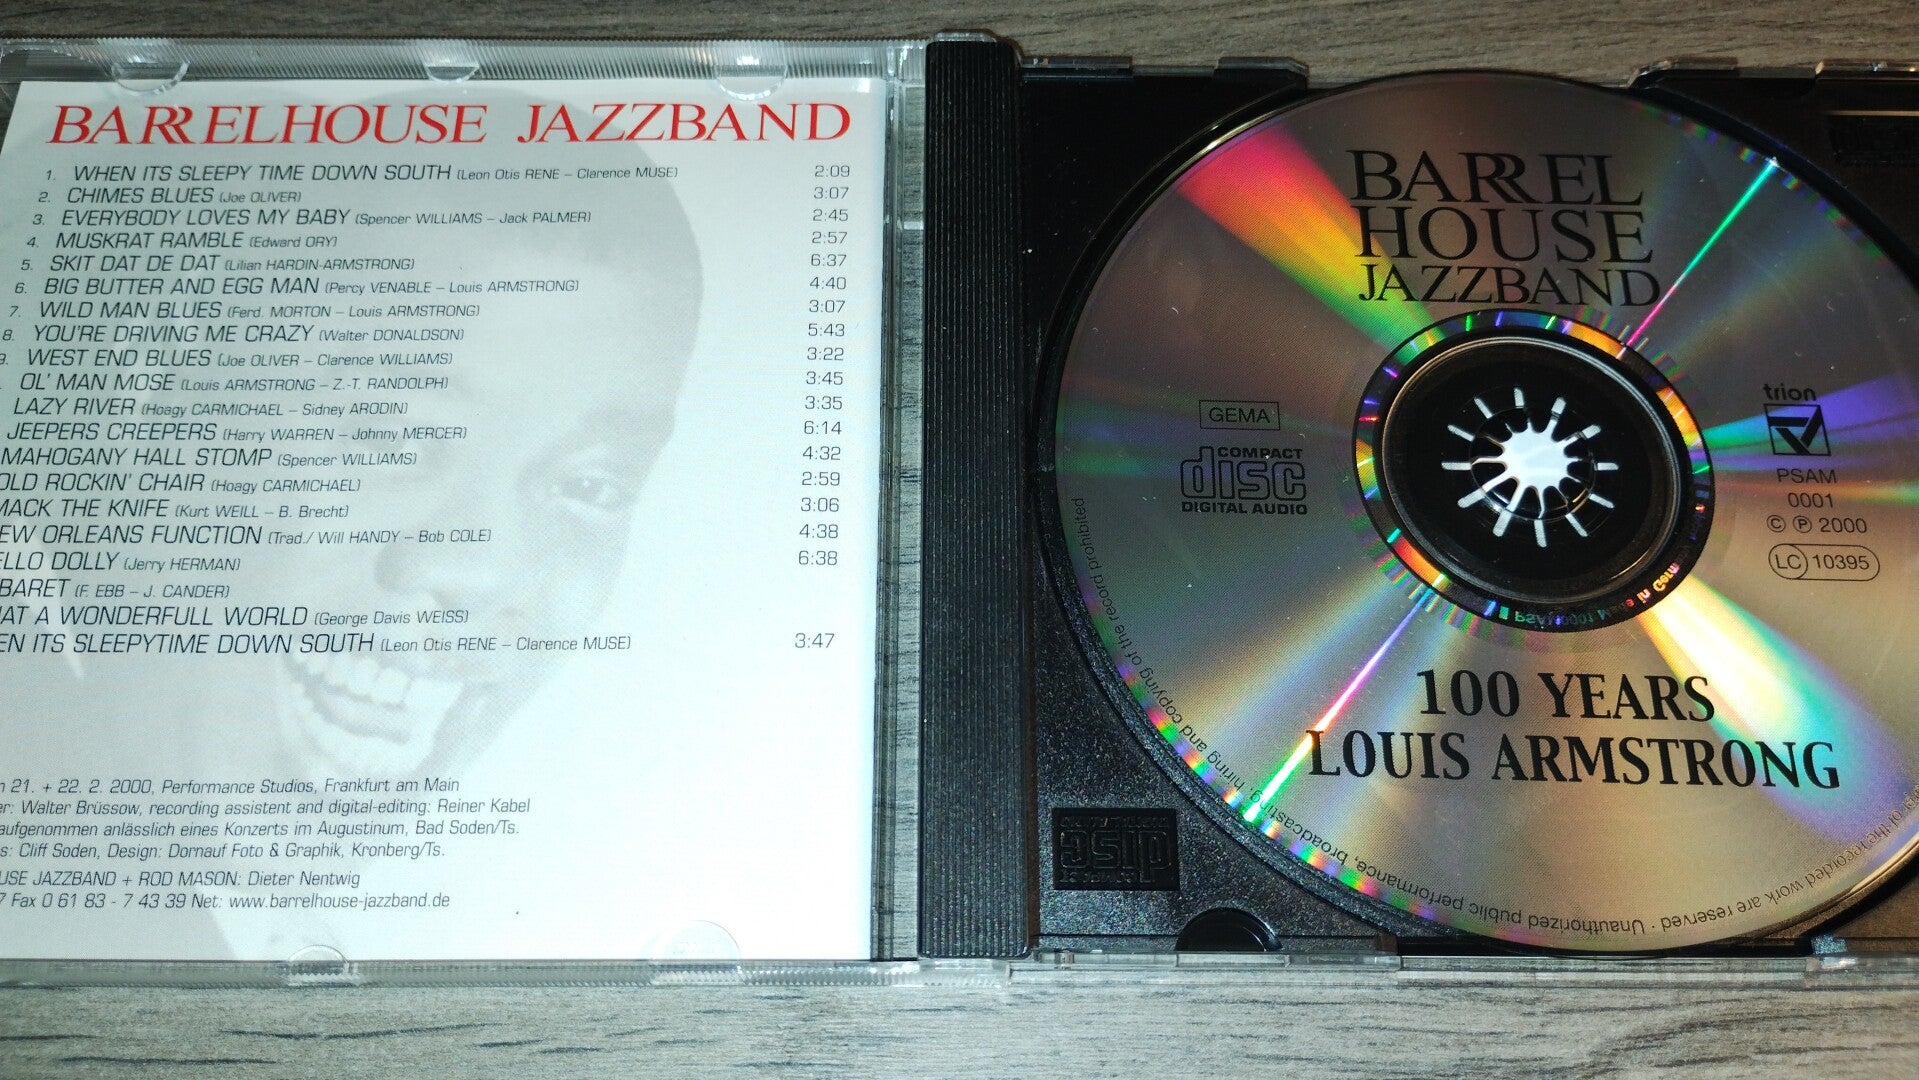 BARRELHOUSE JAZZBAND
1. WHEN ITS SLEEPY TIME DOWN SOUTH (Leon Otis RENE – Clarence MUSE) 2:09
2. CHIMES BLUES (Joe OLIVER) 3:07
3. EVERYBODY LOVES MY BABY (Spencer WILLIAMS – Jack PALMER) 2:45
4. MUSKRAT RAMBLE (Edward ORY) 2:57
5. SKIT DAT DE DAT (Lilian HARDIN-ARMSTRONG) 6:37
6. BIG BUTTER AND EGG MAN (Percy VENABLE – Louis ARMSTRONG) 4:40
7. WILD MAN BLUES (Ferd. MORTON – Louis ARMSTRONG) 3:07
8. YOU'RE DRIVING ME CRAZY (Walter DONALDSON) 5:43
9. WEST END BLUES (Joe OLIVER – Clarence WILLIAMS) 3:22
OL' MAN MOSE (Louis ARMSTRONG – Z.-T. RANDOLPH) 3:45
LAZY RIVER (Hoagy CARMICHAEL – Sidney ARODIN) 3:35
JEEPERS CREEPERS (Harry WARREN – Johnny MERCER) 6:14
MAHOGANY HALL STOMP (Spencer WILLIAMS) 4:32
OLD ROCKIN' CHAIR (Hoagy CARMICHAEL) 2:59
MACK THE KNIFE (Kurt WEILL – B. Brecht) 3:06
EW ORLEANS FUNCTION (Trad./ Will HANDY – Bob COLE) 4:38
ELLO DOLLY (Jerry HERMAN) 6:38
BARET (F. EBB – J. CANDER)
AT A WONDERFULL WORLD (George Davis WEISS)
EN ITS SLEEPYTIME DOWN SOUTH (Leon Otis RENE – Clarence MUSE) 3:47
n 21. + 22. 2. 2000, Performance Studios, Frankfurt am Main
er: Walter Brüssow, recording assistent and digital-editing: Reiner Kabel
aufgenommen anlässlich eines Konzerts im Augustinum, Bad Soden/Ts.
s: Cliff Soden, Design: Dornauf Foto & Graphik, Kronberg/Ts.
USE JAZZBAND + ROD MASON: Dieter Nentwig
7 Fax 0 61 83 - 7 43 39 Net: www.barrelhouse-jazzband.de
BARREL
HOUSE
JAZZBAND
GEMA
COMPACT
disc
DIGITAL AUDIO
trion
PSAM
0001
© ℗ 2000
LC 10395
100 YEARS
LOUIS ARMSTRONG
of the recorded work are reserved · Unauthorized public performance, broadcasting, hiring and copying of the record prohibited
PSAM0001
disc